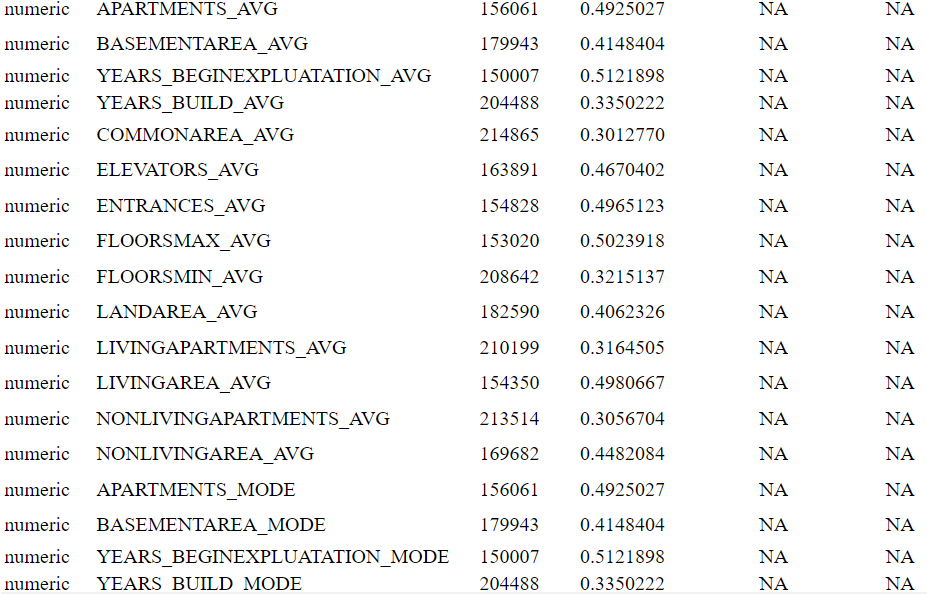 numeric APARTMENTS_AVG 156061 0.4925027 NA NA
numeric BASEMENTAREA_AVG 179943 0.4148404 NA NA
numeric YEARS_BEGINEXPLUATATION_AVG 150007 0.5121898 NA NA
numeric YEARS_BUILD_AVG 204488 0.3350222 NA NA
numeric COMMONAREA_AVG 214865 0.3012770 NA NA
numeric ELEVATORS_AVG 163891 0.4670402 NA NA
numeric ENTRANCES_AVG 154828 0.4965123 NA NA
numeric FLOORSMAX_AVG 153020 0.5023918 NA NA
numeric FLOORSMIN_AVG 208642 0.3215137 NA NA
numeric LANDAREA_AVG 182590 0.4062326 NA NA
numeric LIVINGAPARTMENTS_AVG 210199 0.3164505 NA NA
numeric LIVINGAREA_AVG 154350 0.4980667 NA NA
numeric NONLIVINGAPARTMENTS_AVG 213514 0.3056704 NA NA
numeric NONLIVINGAREA_AVG 169682 0.4482084 NA NA
numeric APARTMENTS_MODE 156061 0.4925027 NA NA
numeric BASEMENTAREA_MODE 179943 0.4148404 NA NA
numeric YEARS_BEGINEXPLUATATION_MODE 150007 0.5121898 NA NA
numeric YEARS_BUILD_MODE 204488 0.3350222 NA NA